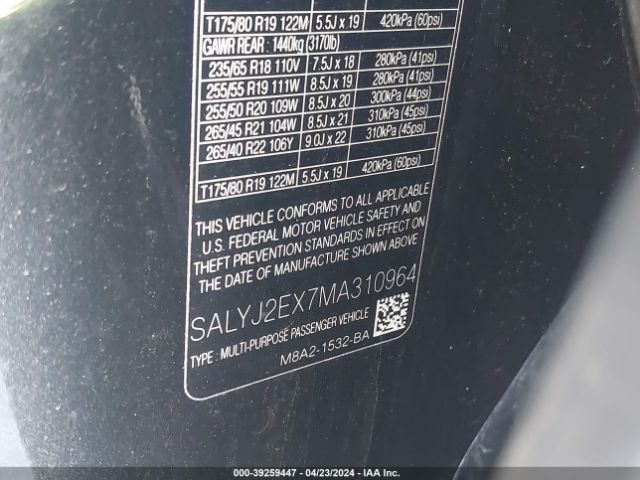 T175/80 R19 122M 5.5J x 19 420kPa (60psi)
GAWR REAR : 1440kg (3170lb)
235/65 R18 110V 7.5J x 18 280kPa (41psi)
255/55 R19 111W 8.5J x 19 280kPa (41psi)
255/50 R20 109W 8.5J x 20 300kPa (44psi)
265/45 R21 104W 8.5J x 21 310kPa (45psi)
265/40 R22 106Y 9.0J x 22 310kPa (45psi)
T175/80 R19 122M 5.5J x 19 420kPa (60psi)
THIS VEHICLE CONFORMS TO ALL APPLICABLE
U.S. FEDERAL MOTOR VEHICLE SAFETY AND
THEFT PREVENTION STANDARDS IN EFFECT ON
THE DATE OF MANUFACTURE SHOWN ABOVE
SALYJ2EX7MA310964
TYPE : MULTI-PURPOSE PASSENGER VEHICLE
M8A2-1532-BA
000-39259447 - 04/23/2024 - IAA Inc.